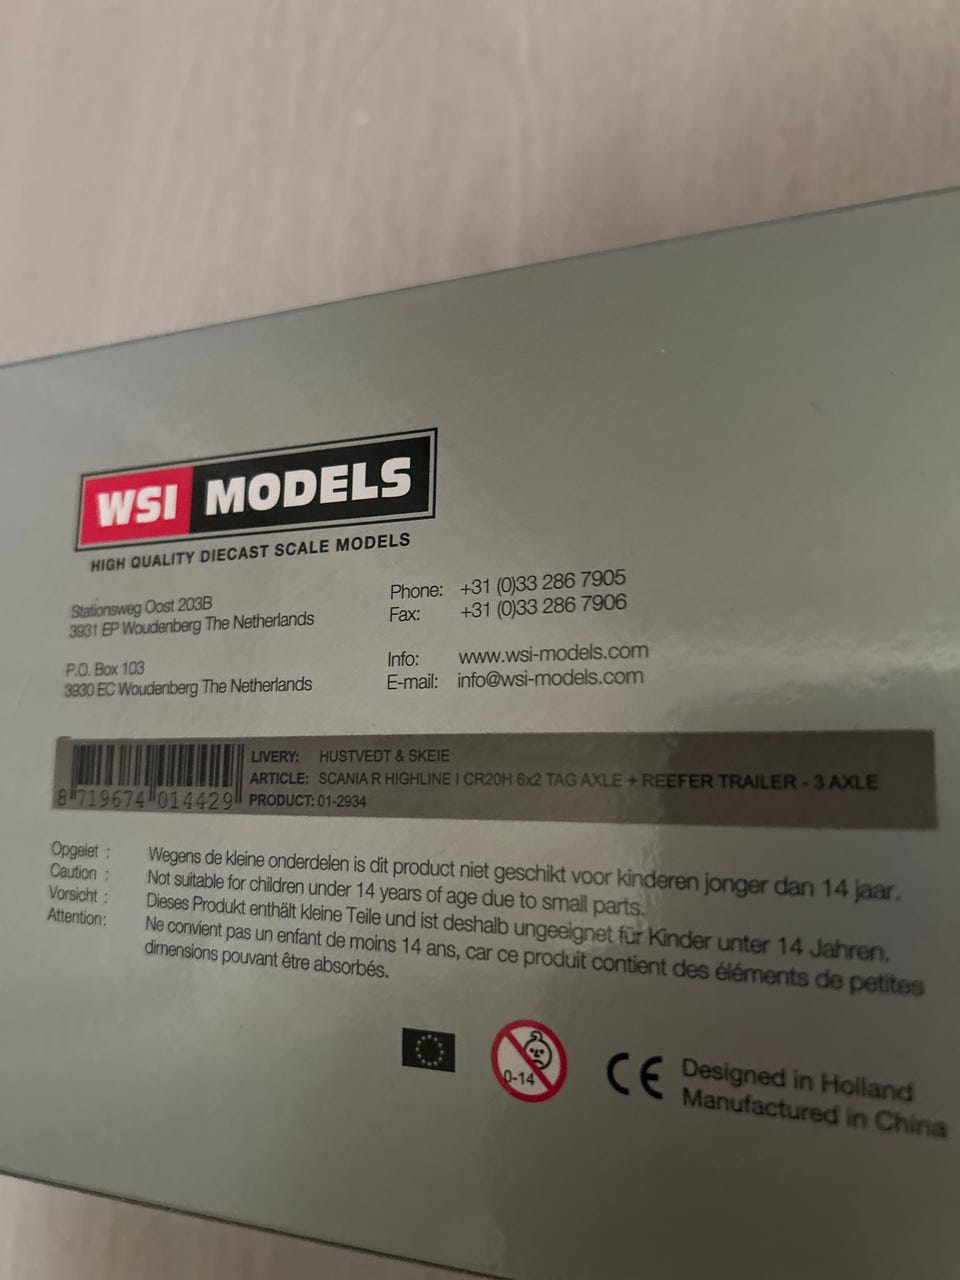 WSI MODELS
HIGH QUALITY DIECAST SCALE MODELS
Stationsweg Oost 203B
3931 EP Woudenberg The Netherlands
P.O. Box 103
3930 EC Woudenberg The Netherlands
Phone: +31 (0)33 286 7905
Fax: +31 (0)33 286 7906
Info: www.wsi-models.com
E-mail: info@wsi-models.com
8 719674 014429
LIVERY: HUSTVEDT & SKEIE
ARTICLE: SCANIA R HIGHLINE I CR20H 6x2 TAG AXLE + REEFER TRAILER - 3 AXLE
PRODUCT: 01-2934
Opgelet : Wegens de kleine onderdelen is dit product niet geschikt voor kinderen jonger dan 14 jaar.
Caution : Not suitable for children under 14 years of age due to small parts.
Vorsicht : Dieses Produkt enthält kleine Teile und ist deshalb ungeeignet für Kinder unter 14 Jahren.
Attention: Ne convient pas un enfant de moins 14 ans, car ce produit contient des éléments de petites
dimensions pouvant être absorbés.
0-14
CE
Designed in Holland
Manufactured in China